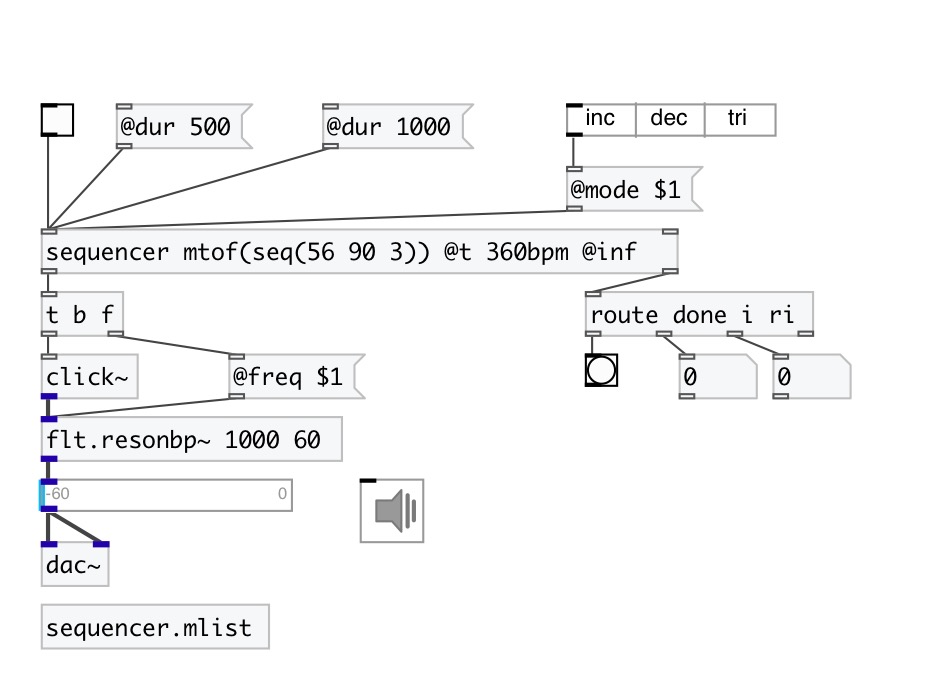 @dur 500
@dur 1000
inc dec tri
@mode $1
sequencer mtof(seq(56 90 3)) @t 360bpm @inf
t b f
route done i ri
click~
@freq $1
0
0
flt.resonbp~ 1000 60
-60 0
dac~
sequencer.mlist